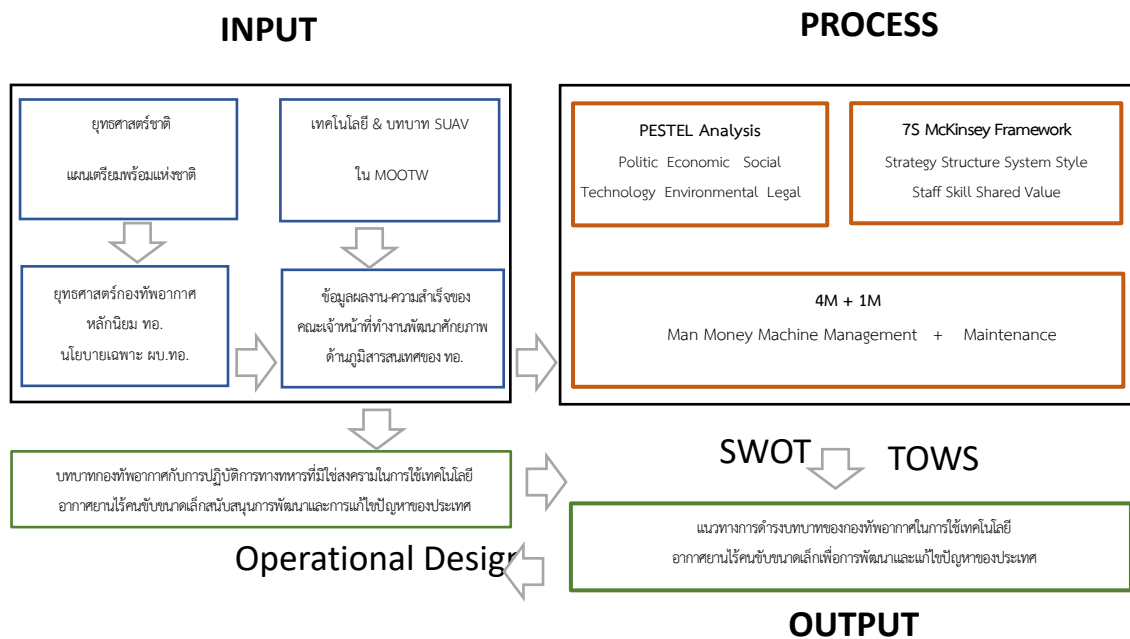 INPUT
PROCESS
ยุทธศาสตร์ชาติ
แผนเตรียมพร้อมแห่งชาติ
เทคโนโลยี & บทบาท SUAV
ใน MOOTW
ยุทธศาสตร์กองทัพอากาศ
หลักนิยม ทอ.
นโยบายเฉพาะ ผบ.ทอ.
ข้อมูลผลงาน-ความสำเร็จของ
คณะเจ้าหน้าที่ทำงานพัฒนาศักยภาพ
ด้านภูมิสารสนเทศของ ทอ.
PESTEL Analysis
Politic Economic Social
Technology Environmental Legal
7S McKinsey Framework
Strategy Structure System Style
Staff Skill Shared Value
4M + 1M
Man Money Machine Management + Maintenance
บทบาทกองทัพอากาศกับการปฏิบัติการทางทหารที่มิใช่สงครามในการใช้เทคโนโลยี
อากาศยานไร้คนขับขนาดเล็กสนับสนุนการพัฒนาและการแก้ไขปัญหาของประเทศ
SWOT TOWS
แนวทางการดำรงบทบาทของกองทัพอากาศในการใช้เทคโนโลยี
อากาศยานไร้คนขับขนาดเล็กเพื่อการพัฒนาและแก้ไขปัญหาของประเทศ
Operational Design
OUTPUT